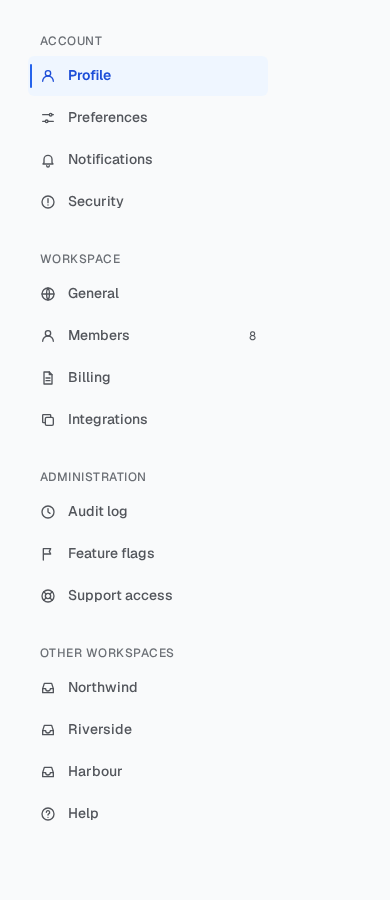 ACCOUNT
Profile
Preferences
Notifications
Security
WORKSPACE
General
Members 8
Billing
Integrations
ADMINISTRATION
Audit log
Feature flags
Support access
OTHER WORKSPACES
Northwind
Riverside
Harbour
Help